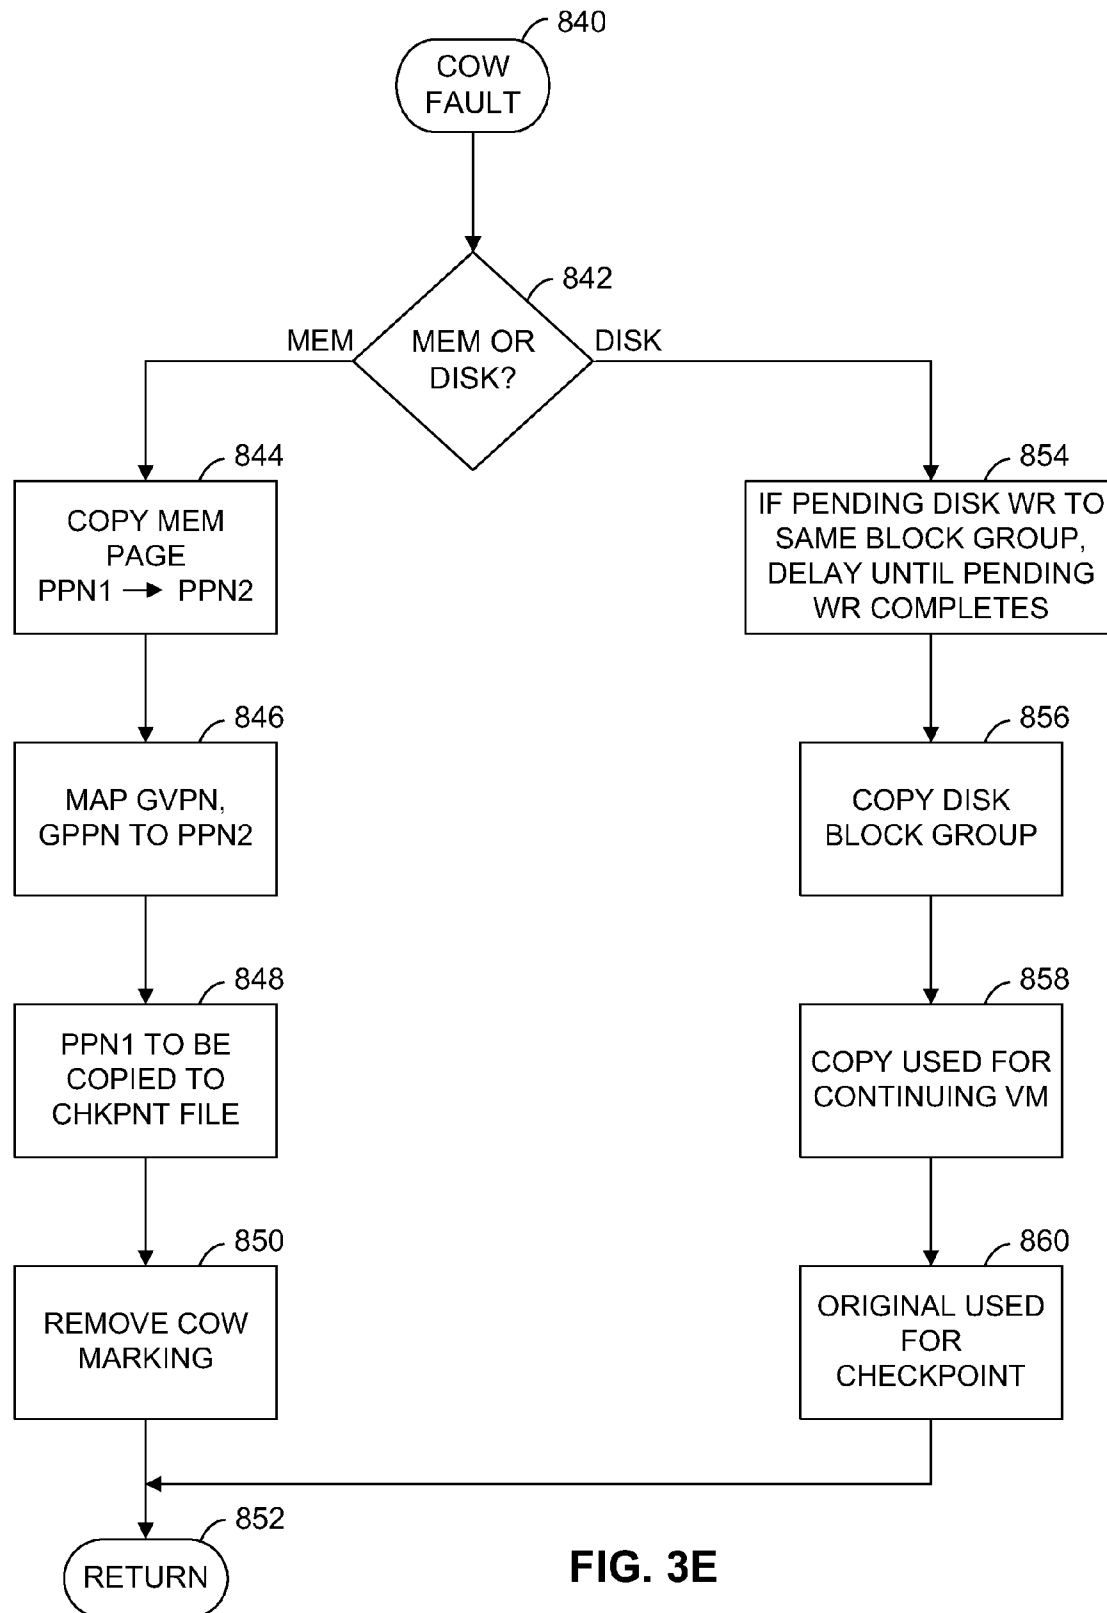 840
COW
FAULT
842
MEM
MEM OR
DISK?
DISK
844
COPY MEM
PAGE
PPN1 → PPN2
846
MAP GVPN,
GPPN TO PPN2
848
PPN1 TO BE
COPIED TO
CHKPNT FILE
850
REMOVE COW
MARKING
854
IF PENDING DISK WR TO
SAME BLOCK GROUP,
DELAY UNTIL PENDING
WR COMPLETES
856
COPY DISK
BLOCK GROUP
858
COPY USED FOR
CONTINUING VM
860
ORIGINAL USED
FOR
CHECKPOINT
852
RETURN
FIG. 3E